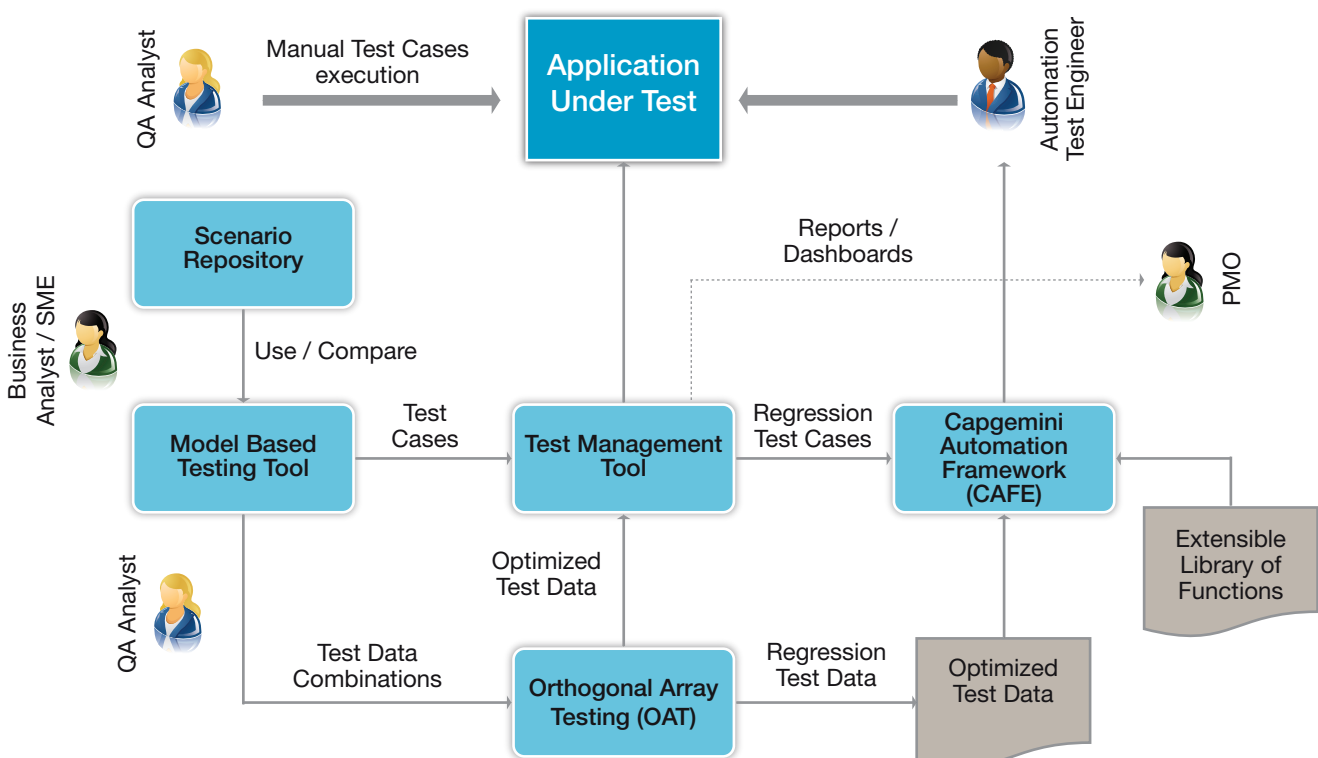 QA Analyst
Manual Test Cases
execution
Application
Under Test
Automation
Test Engineer
Scenario
Repository
Reports /
Dashboards
PMO
Business
Analyst / SME
Use / Compare
Model Based
Testing Tool
Test
Cases
Test Management
Tool
Regression
Test Cases
Capgemini
Automation
Framework
(CAFE)
Extensible
Library of
Functions
QA Analyst
Optimized
Test Data
Test Data
Combinations
Orthogonal Array
Testing (OAT)
Regression
Test Data
Optimized
Test Data